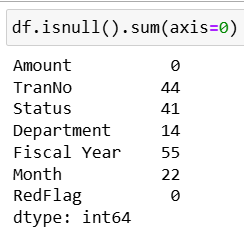 df.isnull().sum(axis=0)
Amount 0
TranNo 44
Status 41
Department 14
Fiscal Year 55
Month 22
RedFlag 0
dtype: int64